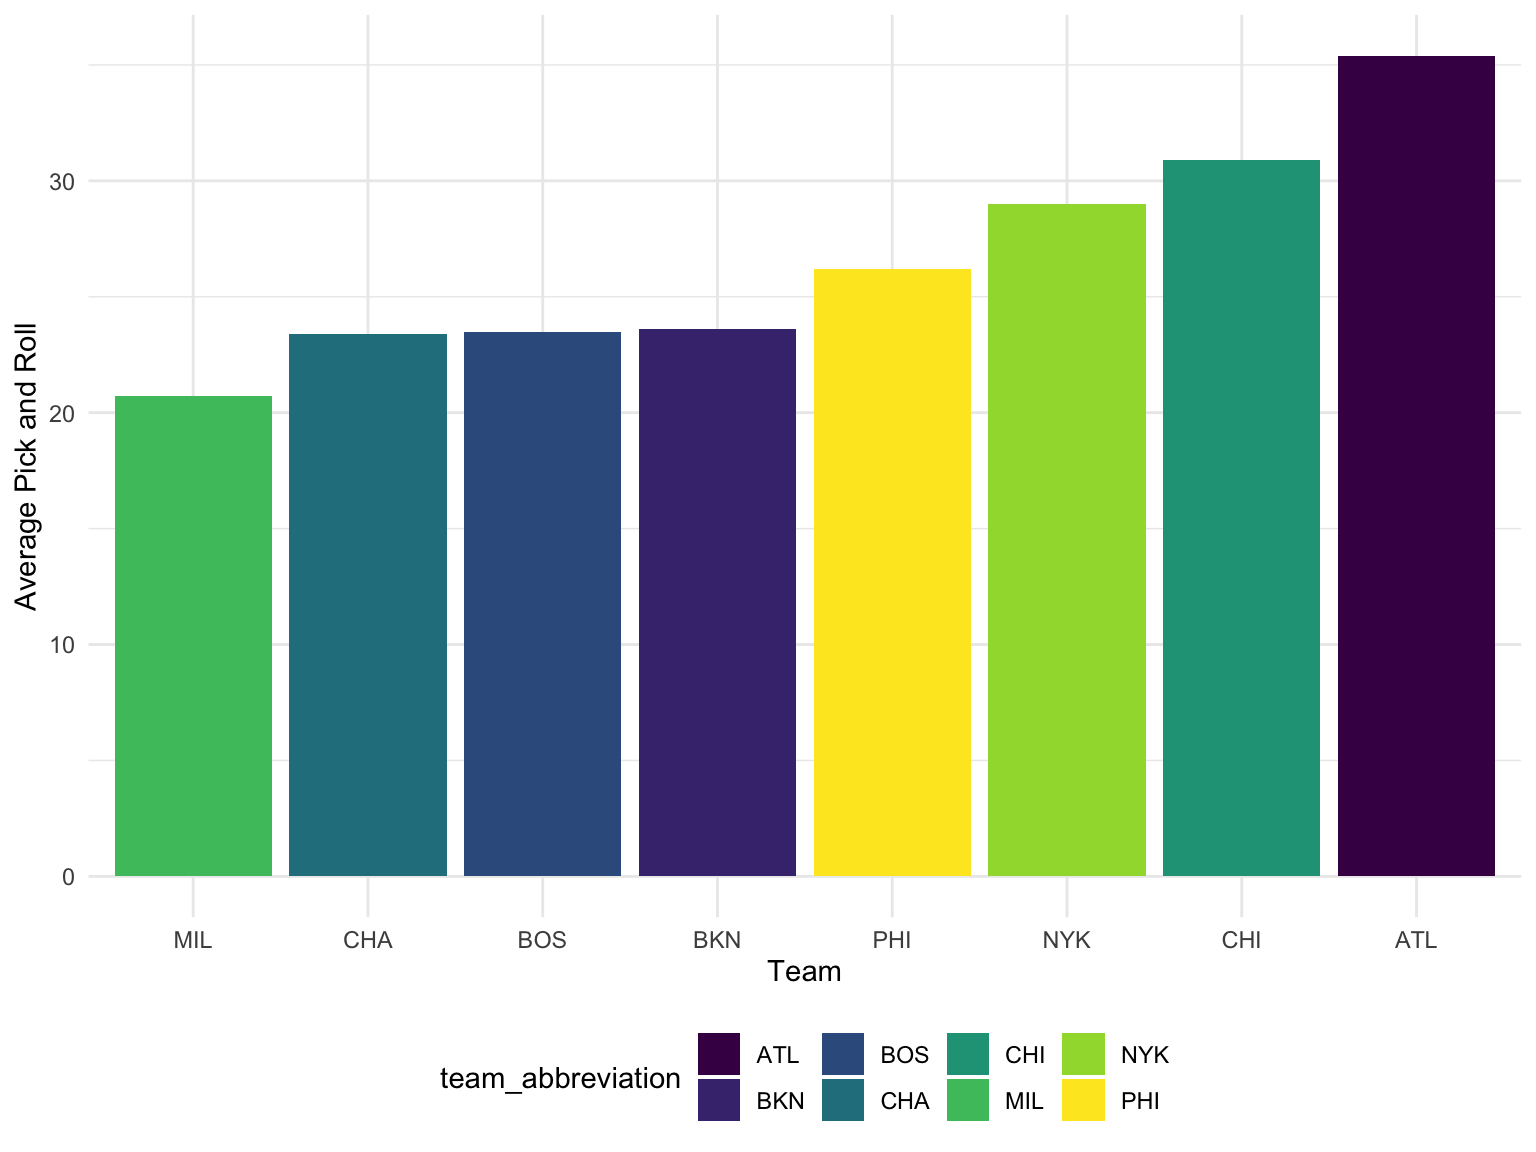 Average Pick and Roll
30
20
10
0
MIL CHA BOS BKN PHI NYK CHI ATL
Team
team_abbreviation
ATL BOS CHI NYK
BKN CHA MIL PHI